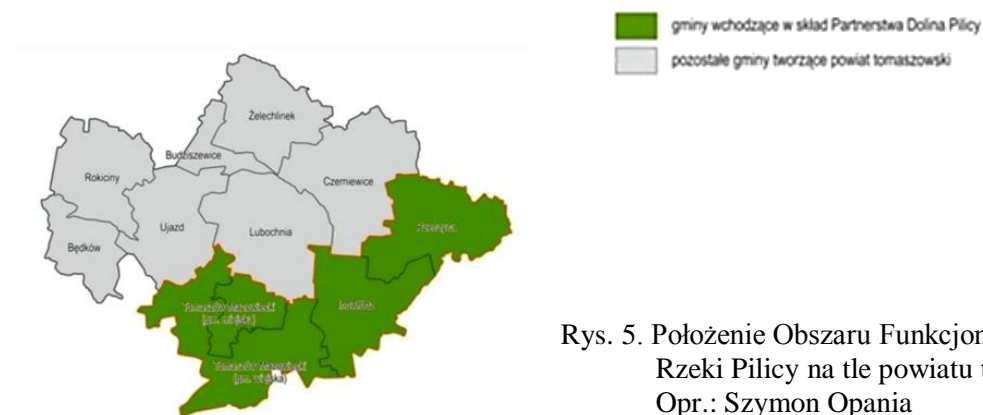 gminy wchodzące w skład Partnerstwa Dolina Pilicy
pozostałe gminy tworzące powiat tomaszowski
Żelechlinek
Budziszewice
Rokiciny
Czerniewice
Ujazd
Lubochnia
Rzeczyca
Będków
Inowłódz
Tomaszów Mazowiecki
(gm. miejska)
Tomaszów Mazowiecki
(gm. wiejska)
Rys. 5. Położenie Obszaru Funkcjon
Rzeki Pilicy na tle powiatu t
Opr.: Szymon Opania